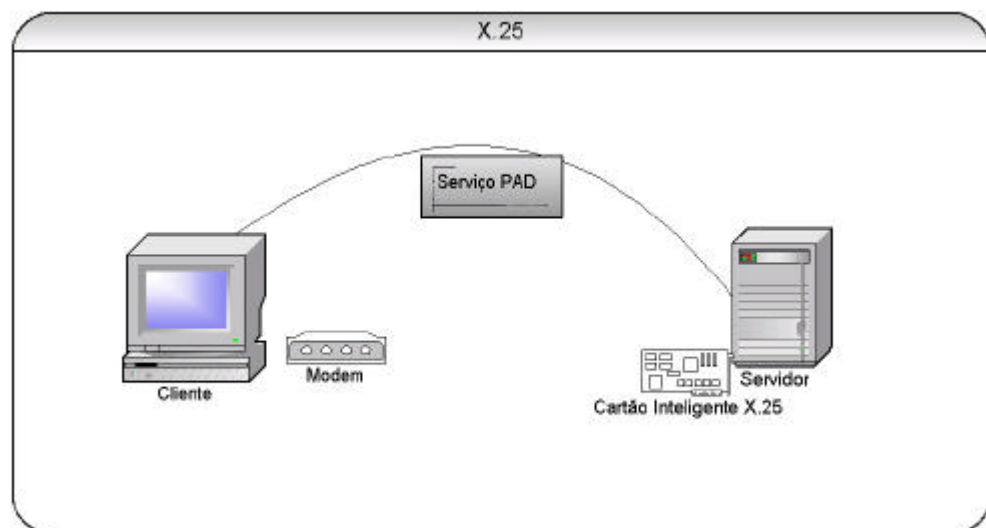 X.25
Serviço PAD
Cliente
Modem
Servidor
Cartão Inteligente X.25